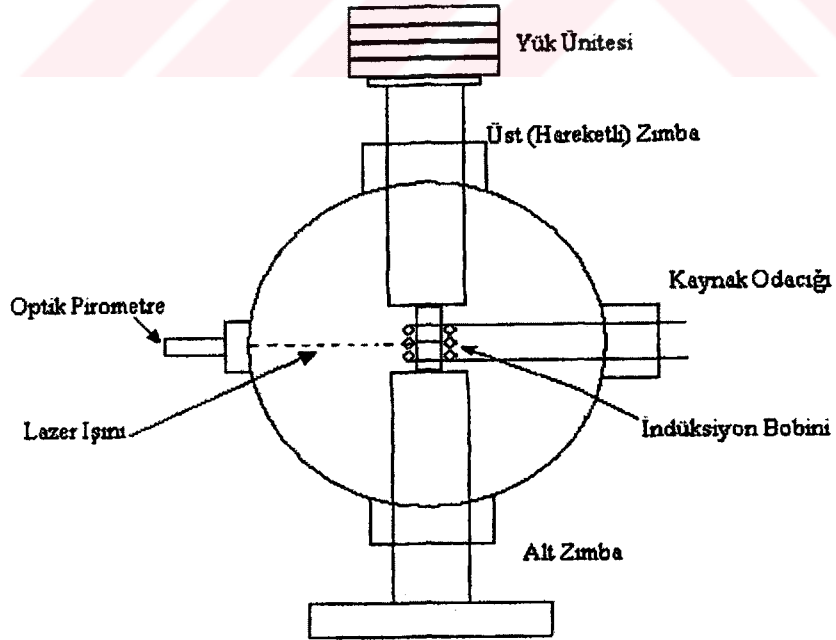 Yük Ünitesi
Üst (Hareketli) Zımba
Kaynak Odacığı
Optik Pirometre
Lazer Işını
İndüksiyon Bobini
Alt Zımba